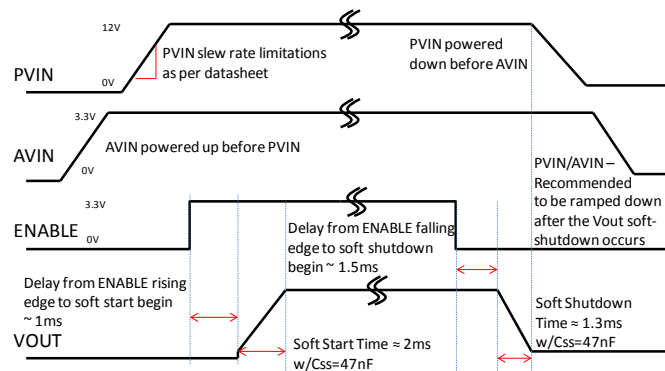 12V
PVIN
0V
PVIN slew rate limitations
as per datasheet
PVIN powered
down before AVIN
3.3V
AVIN
0V
AVIN powered up before PVIN
PVIN/AVIN –
Recommended
to be ramped down
after the Vout soft-
shutdown occurs
3.3V
ENABLE
0V
Delay from ENABLE falling
edge to soft shutdown
begin ~ 1.5ms
Delay from ENABLE rising
edge to soft start begin
~ 1ms
VOUT
Soft Start Time ≈ 2ms
w/Css=47nF
Soft Shutdown
Time ≈ 1.3ms
w/Css=47nF